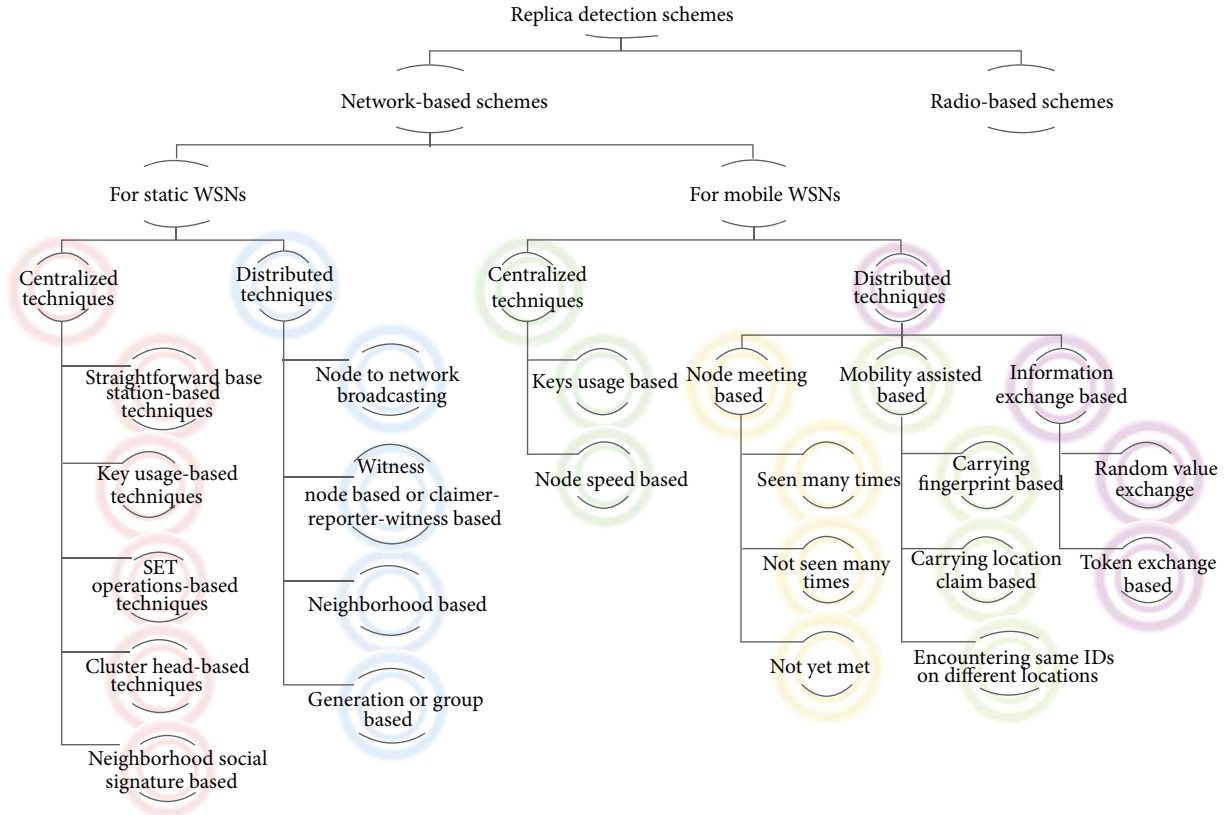 Replica detection schemes
Network-based schemes
Radio-based schemes
For static WSNs
For mobile WSNs
Centralized
techniques
Distributed
techniques
Centralized
techniques
Distributed
techniques
Straightforward base
station-based
techniques
Key usage-based
techniques
SET
operations-based
techniques
Cluster head-based
techniques
Neighborhood social
signature based
Node to network
broadcasting
Witness
node based or claimer-
reporter-witness based
Neighborhood based
Generation or group
based
Keys usage based
Node speed based
Node meeting
based
Seen many times
Not seen many
times
Not yet met
Mobility assisted
based
Carrying
fingerprint based
Carrying location
claim based
Encountering same IDs
on different locations
Information
exchange based
Random value
exchange
Token exchange
based